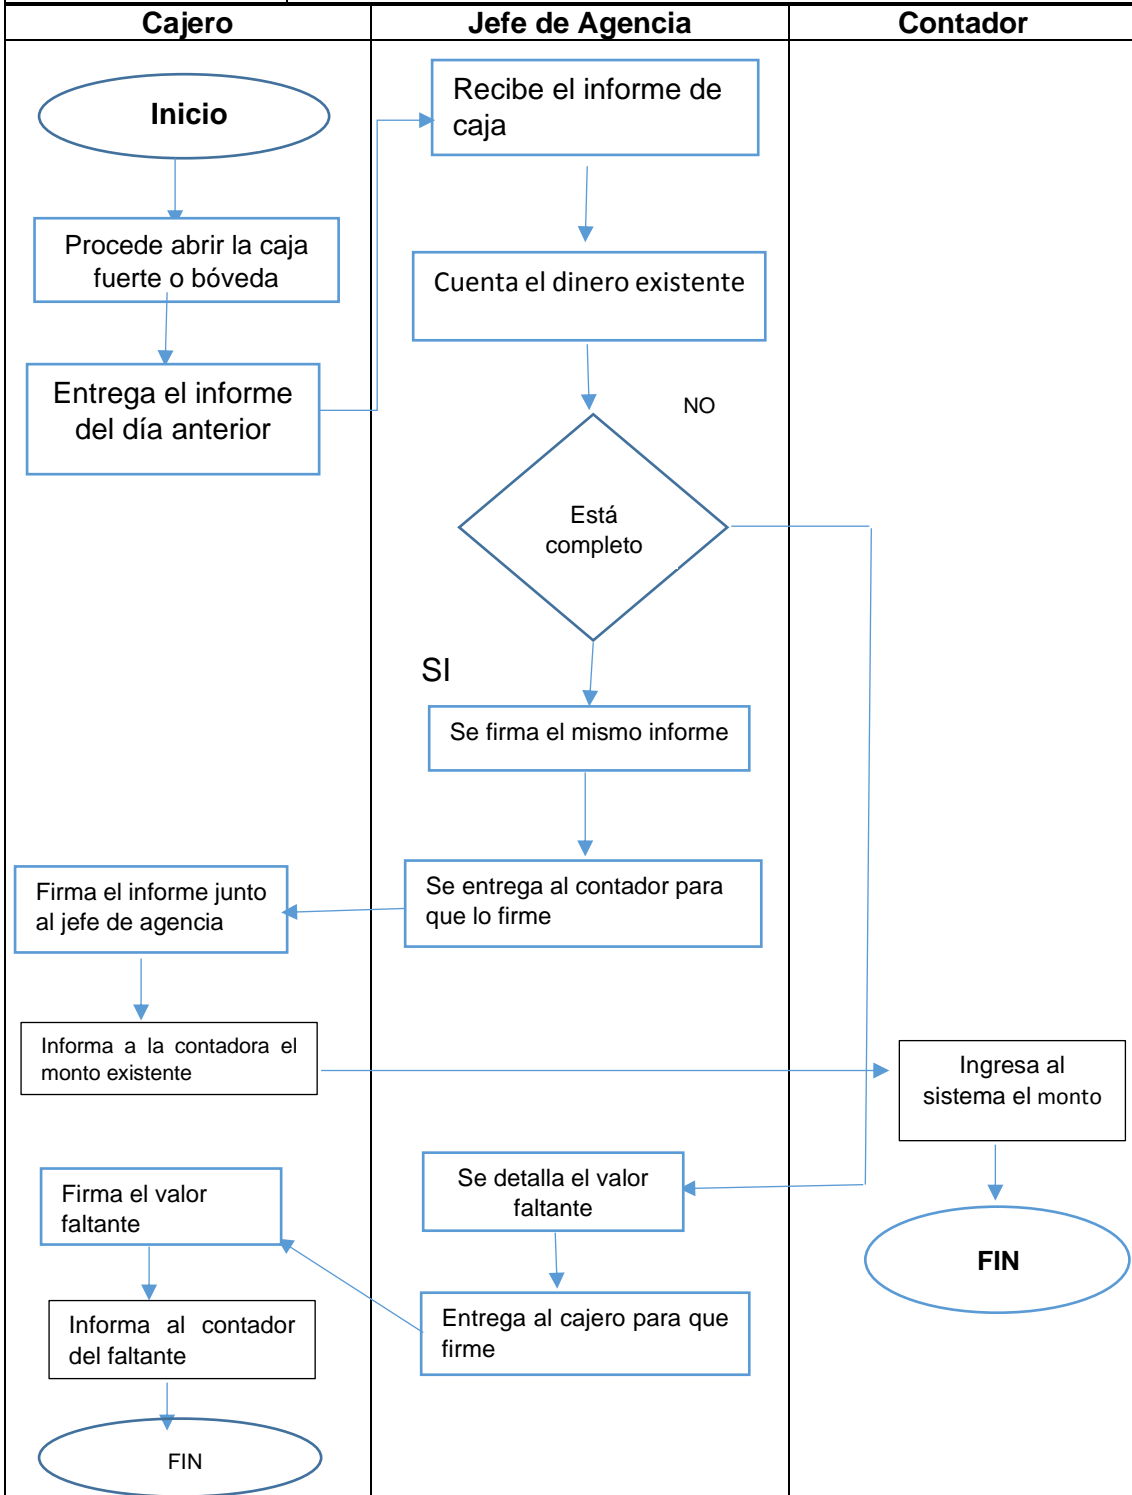 Cajero
Jefe de Agencia
Contador
Inicio
Procede abrir la caja
fuerte o bóveda
Entrega el informe
del día anterior
Recibe el informe de
caja
Cuenta el dinero existente
NO
Está
completo
SI
Se firma el mismo informe
Se entrega al contador para
que lo firme
Firma el informe junto
al jefe de agencia
Informa a la contadora el
monto existente
Ingresa al
sistema el monto
FIN
Se detalla el valor
faltante
Entrega al cajero para que
firme
Firma el valor
faltante
Informa al contador
del faltante
FIN